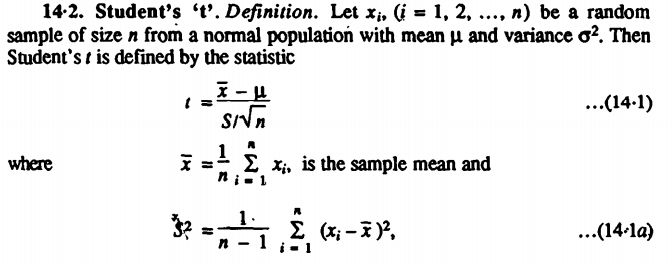 14·2. Student's 't'. Definition. Let xᵢ, (i = 1, 2, ..., n) be a random
sample of size n from a normal population with mean μ and variance σ². Then
Student's t is defined by the statistic
t = (x̄ − μ) / (S/√n) ...(14·1)
where x̄ = (1/n) Σᵢ₌₁ⁿ xᵢ, is the sample mean and
S² = 1/(n − 1) Σᵢ₌₁ⁿ (xᵢ − x̄)², ...(14·1a)